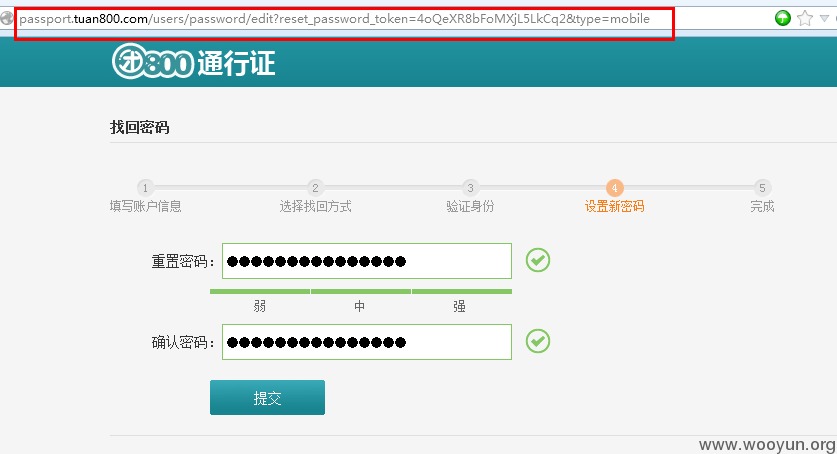 passport.tuan800.com/users/password/edit?reset_password_token=4oQeXR8bFoMXjL5LkCq2&type=mobile
团800通行证
找回密码
1 2 3 4 5
填写账户信息 选择找回方式 验证身份 设置新密码 完成
重置密码：
弱 中 强
确认密码：
提交
www.wooyun.org